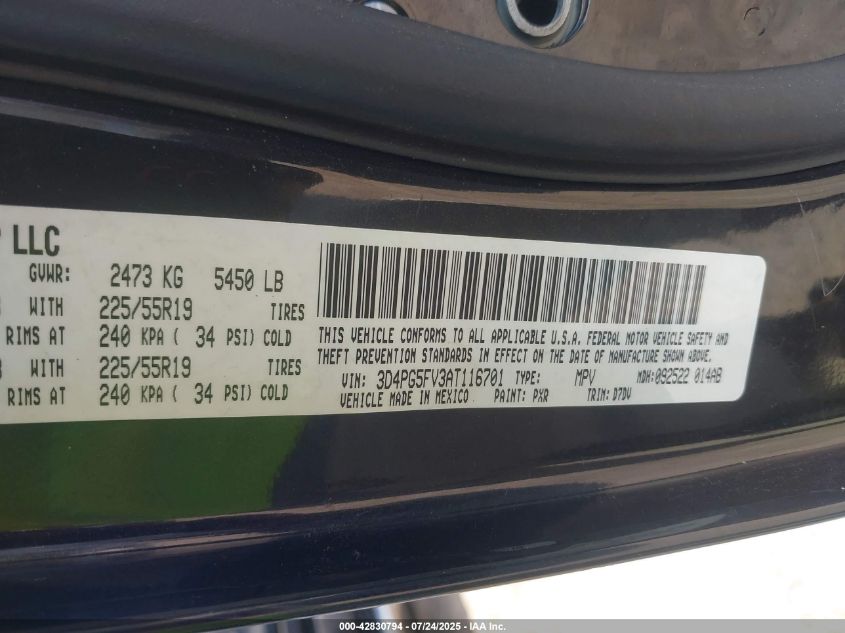 LLC
GVWR: 2473 KG 5450 LB
WITH 225/55R19 TIRES
RIMS AT 240 KPA ( 34 PSI) COLD
WITH 225/55R19 TIRES
RIMS AT 240 KPA ( 34 PSI) COLD
THIS VEHICLE CONFORMS TO ALL APPLICABLE U.S.A. FEDERAL MOTOR VEHICLE SAFETY AND
THEFT PREVENTION STANDARDS IN EFFECT ON THE DATE OF MANUFACTURE SHOWN ABOVE.
VIN: 3D4PG5FV3AT116701 TYPE: MPV MDH:092522 014AB
VEHICLE MADE IN MEXICO PAINT: PXR TRIM: D7DV
000-42830794 - 07/24/2025 - IAAI.COM